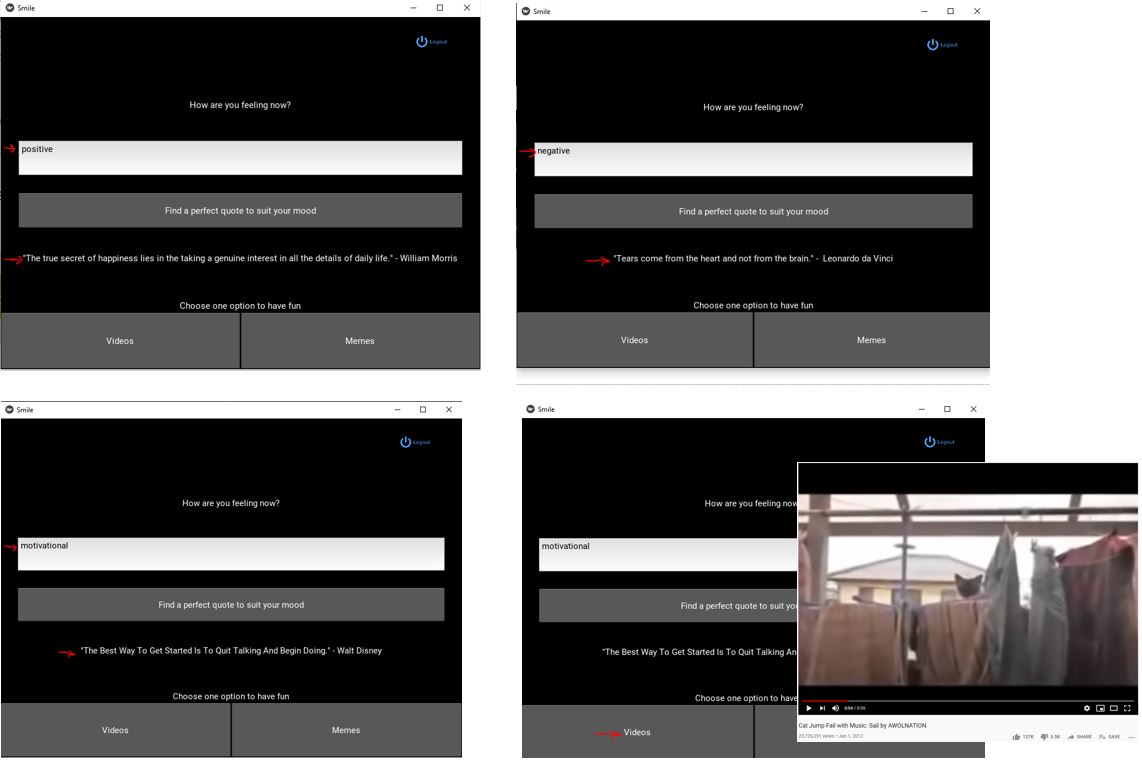 Smile
Logout
How are you feeling now?
positive
Find a perfect quote to suit your mood
"The true secret of happiness lies in the taking a genuine interest in all the details of daily life." - William Morris
Choose one option to have fun
Videos
Memes
Smile
Logout
How are you feeling now?
negative
Find a perfect quote to suit your mood
"Tears come from the heart and not from the brain." - Leonardo da Vinci
Choose one option to have fun
Videos
Memes
Smile
Logout
How are you feeling now?
motivational
Find a perfect quote to suit your mood
"The Best Way To Get Started Is To Quit Talking And Begin Doing." - Walt Disney
Choose one option to have fun
Videos
Memes
Smile
Logout
How are you feeling now
motivational
Find a perfect quote to suit you
"The Best Way To Get Started Is To Quit Talking An
Choose one option to have
Videos
0:04 / 0:36
Cat Jump Fail with Music: Sail by AWOLNATION
23,729,251 views • Jun 1, 2012
137K
3.5K
SHARE
SAVE